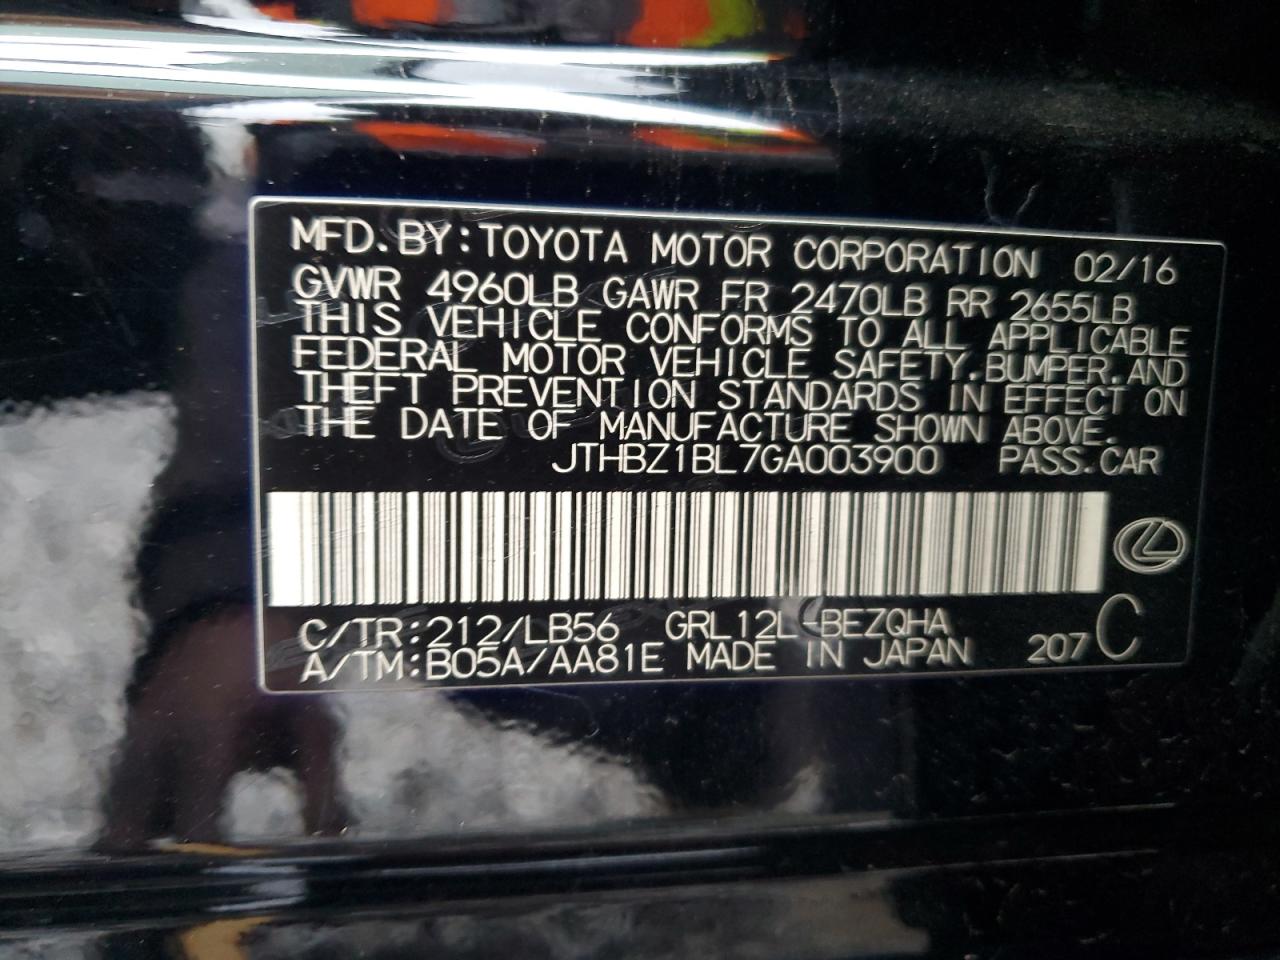 MFD. BY: TOYOTA MOTOR CORPORATION 02/16
GVWR 4960LB GAWR FR 2470LB RR 2655LB
THIS VEHICLE CONFORMS TO ALL APPLICABLE
FEDERAL MOTOR VEHICLE SAFETY, BUMPER, AND
THEFT PREVENTION STANDARDS IN EFFECT ON
THE DATE OF MANUFACTURE SHOWN ABOVE.
JTHBZ1BL7GA003900 PASS. CAR
C/TR: 212/LB56 GRL12L-BEZQHA
A/TM: B05A/AA81E MADE IN JAPAN 207 C